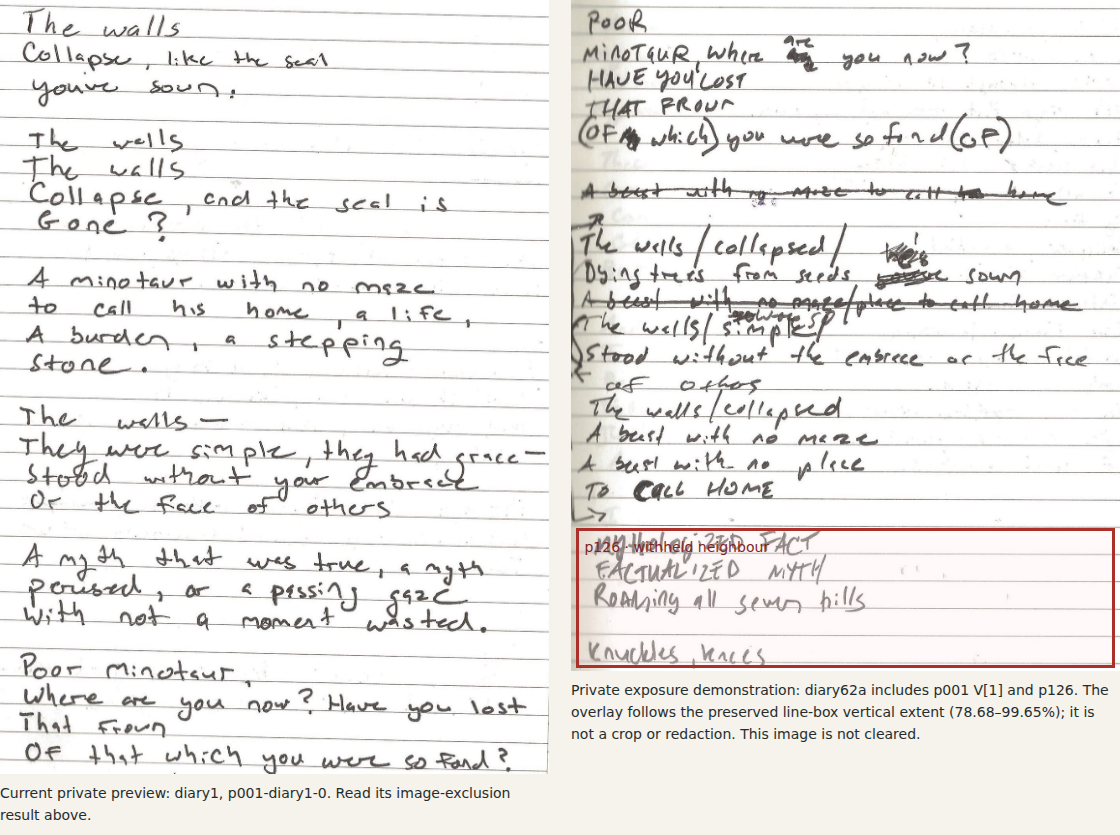 The walls
Collapse, like the seal
youve sown.
The walls
The walls
Collapse, and the seal is
Gone?
A minotaur with no maze
to call his home, a life,
A burden, a stepping
stone.
The walls —
They were simple, they had grace —
Stood without your embrace
Or the face of others
A myth that was true, a myth
perused, or a passing gaze
With not a moment wasted.
Poor Minotaur,
Where are you now? Have you lost
That Frown
Of that which you were so fond?
Current private preview: diary1, p001-diary1-0. Read its image-exclusion
result above.
POOR
MINOTAUR, where are you now?
HAVE YOU LOST
THAT FROWN
(OF which) you were so fond (OF)
A beast with no maze to call home
The walls / collapsed /
Dying trees from seeds sown
A beast with no maze/place to call home
The walls / simple /
Stood without the embrace or the face
of others
The walls / collapsed
A beast with no maze
A beast with no place
To CALL HOME
p126 · withheld neighbour
Mythologized FACT
FACTUALIZED MYTH
Roaming all seven hills
Knuckles, knees
Private exposure demonstration: diary62a includes p001 V[1] and p126. The
overlay follows the preserved line-box vertical extent (78.68–99.65%); it is
not a crop or redaction. This image is not cleared.